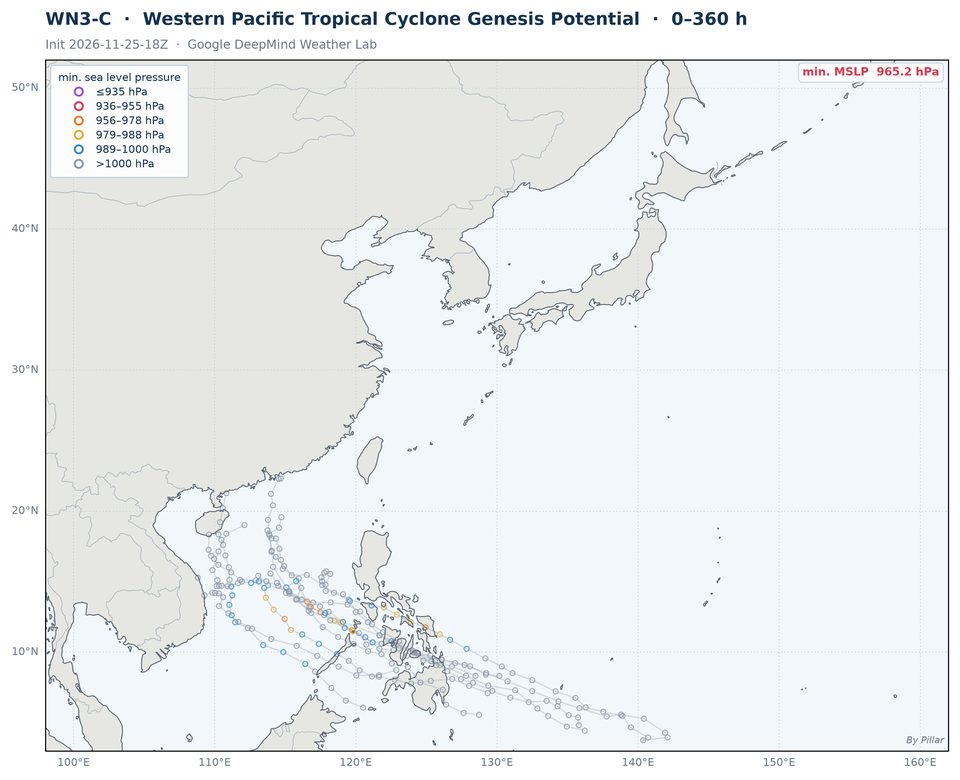 WN3-C · Western Pacific Tropical Cyclone Genesis Potential · 0–360 h
Init 2026-11-25-18Z · Google DeepMind Weather Lab
min. MSLP 965.2 hPa
min. sea level pressure
≤935 hPa
936–955 hPa
956–978 hPa
979–988 hPa
989–1000 hPa
>1000 hPa
50°N
40°N
30°N
20°N
10°N
By Pillar
100°E 110°E 120°E 130°E 140°E 150°E 160°E